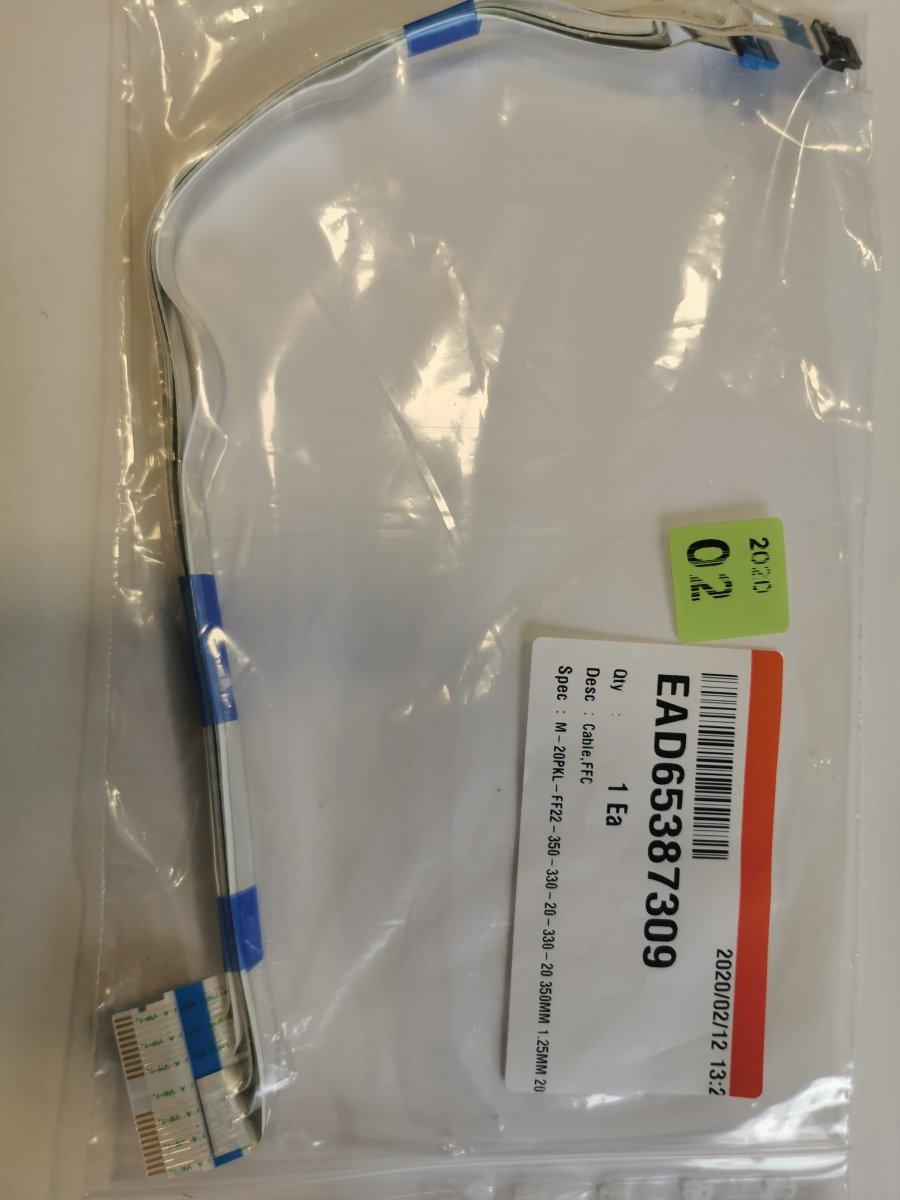 2020
02
2020/02/12 13:2
EAD65387309
Qty : 1 Ea
Desc : Cable,FFC
Spec : M-20PKL-FF22-350-330-20-330-20 350MM 1.25MM 20